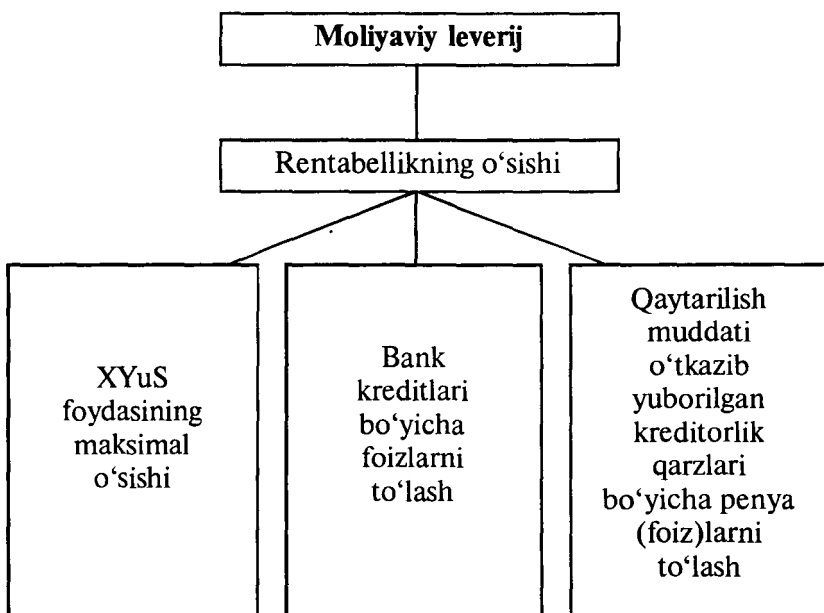 Moliyaviy leverij
Rentabellikning o‘sishi
XYuS
foydasining
maksimal
o‘sishi
Bank
kreditlari
bo‘yicha
foizlarni
to‘lash
Qaytarilish
muddati
o‘tkazib
yuborilgan
kreditorlik
qarzlari
bo‘yicha penya
(foiz)larni
to‘lash